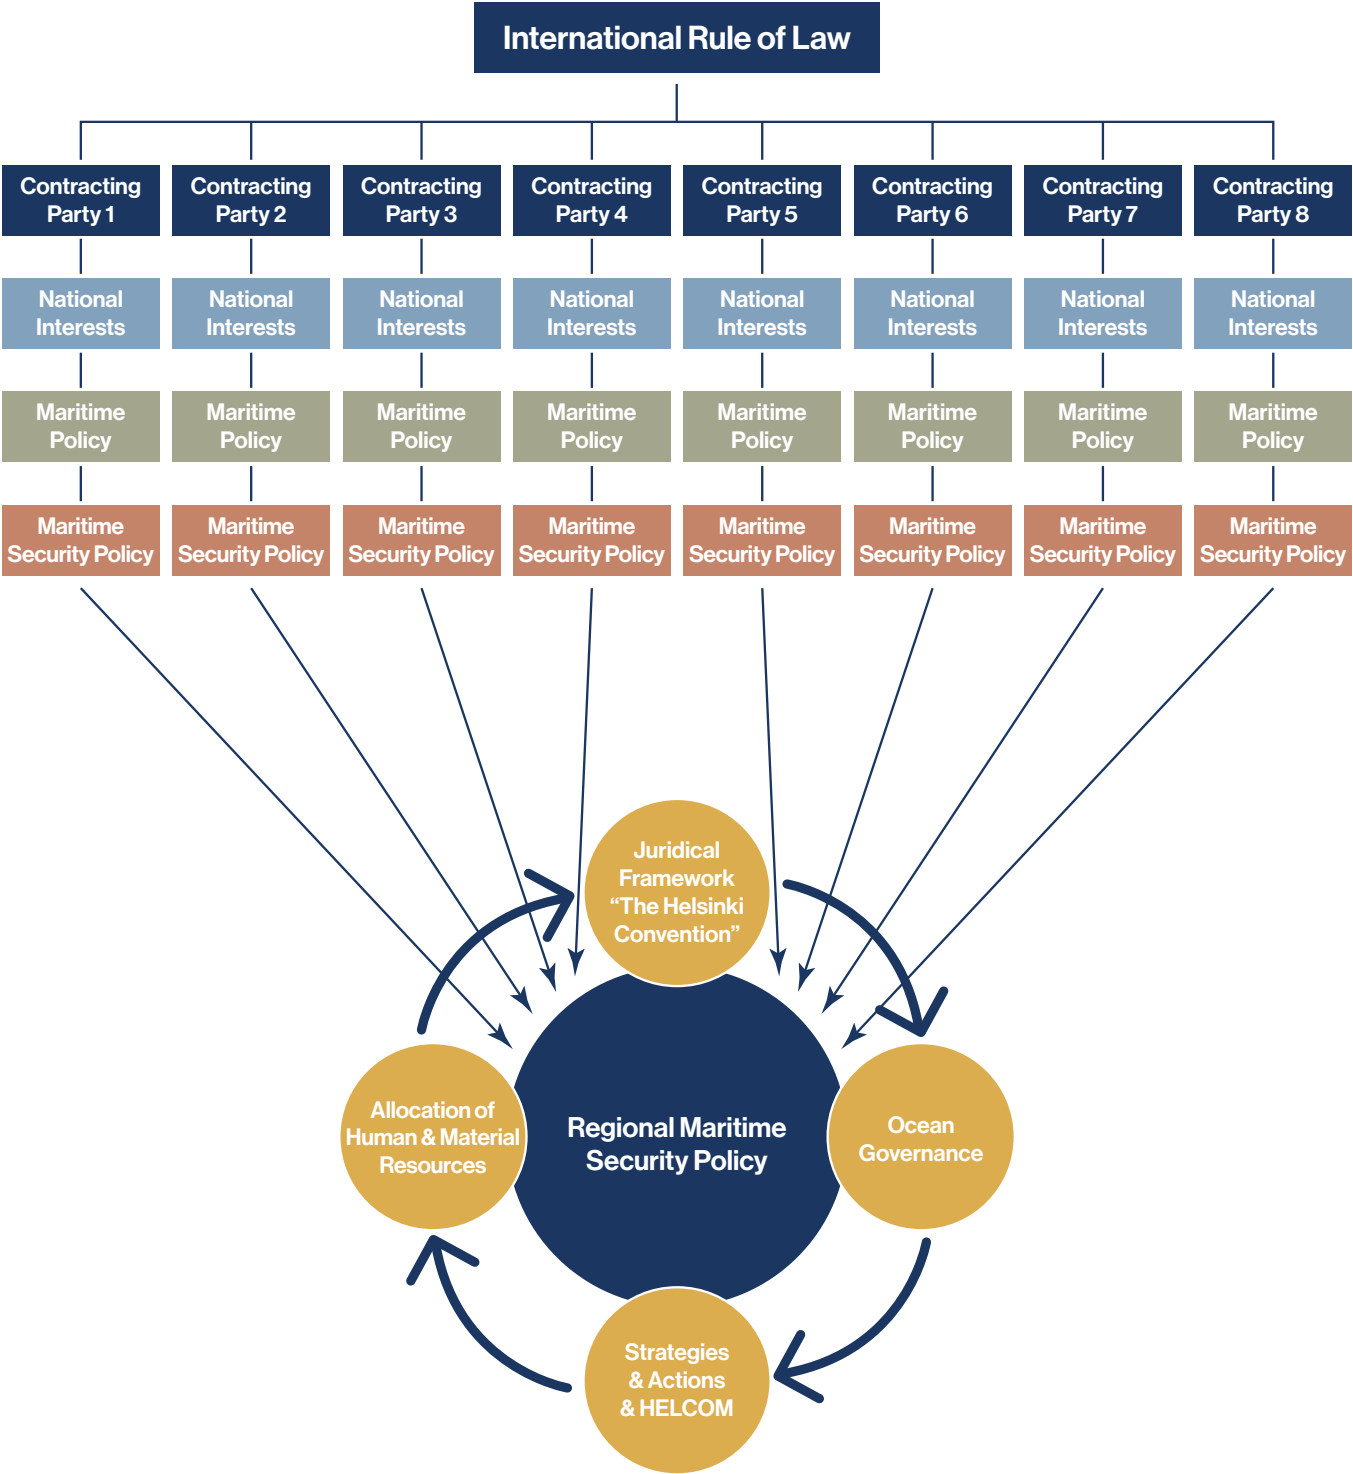 International Rule of Law
Contracting
Party 1
Contracting
Party 2
Contracting
Party 3
Contracting
Party 4
Contracting
Party 5
Contracting
Party 6
Contracting
Party 7
Contracting
Party 8
National
Interests
National
Interests
National
Interests
National
Interests
National
Interests
National
Interests
National
Interests
National
Interests
Maritime
Policy
Maritime
Policy
Maritime
Policy
Maritime
Policy
Maritime
Policy
Maritime
Policy
Maritime
Policy
Maritime
Policy
Maritime
Security Policy
Maritime
Security Policy
Maritime
Security Policy
Maritime
Security Policy
Maritime
Security Policy
Maritime
Security Policy
Maritime
Security Policy
Maritime
Security Policy
Juridical
Framework
“The Helsinki
Convention”
Allocation of
Human & Material
Resources
Regional Maritime
Security Policy
Ocean
Governance
Strategies
& Actions
& HELCOM